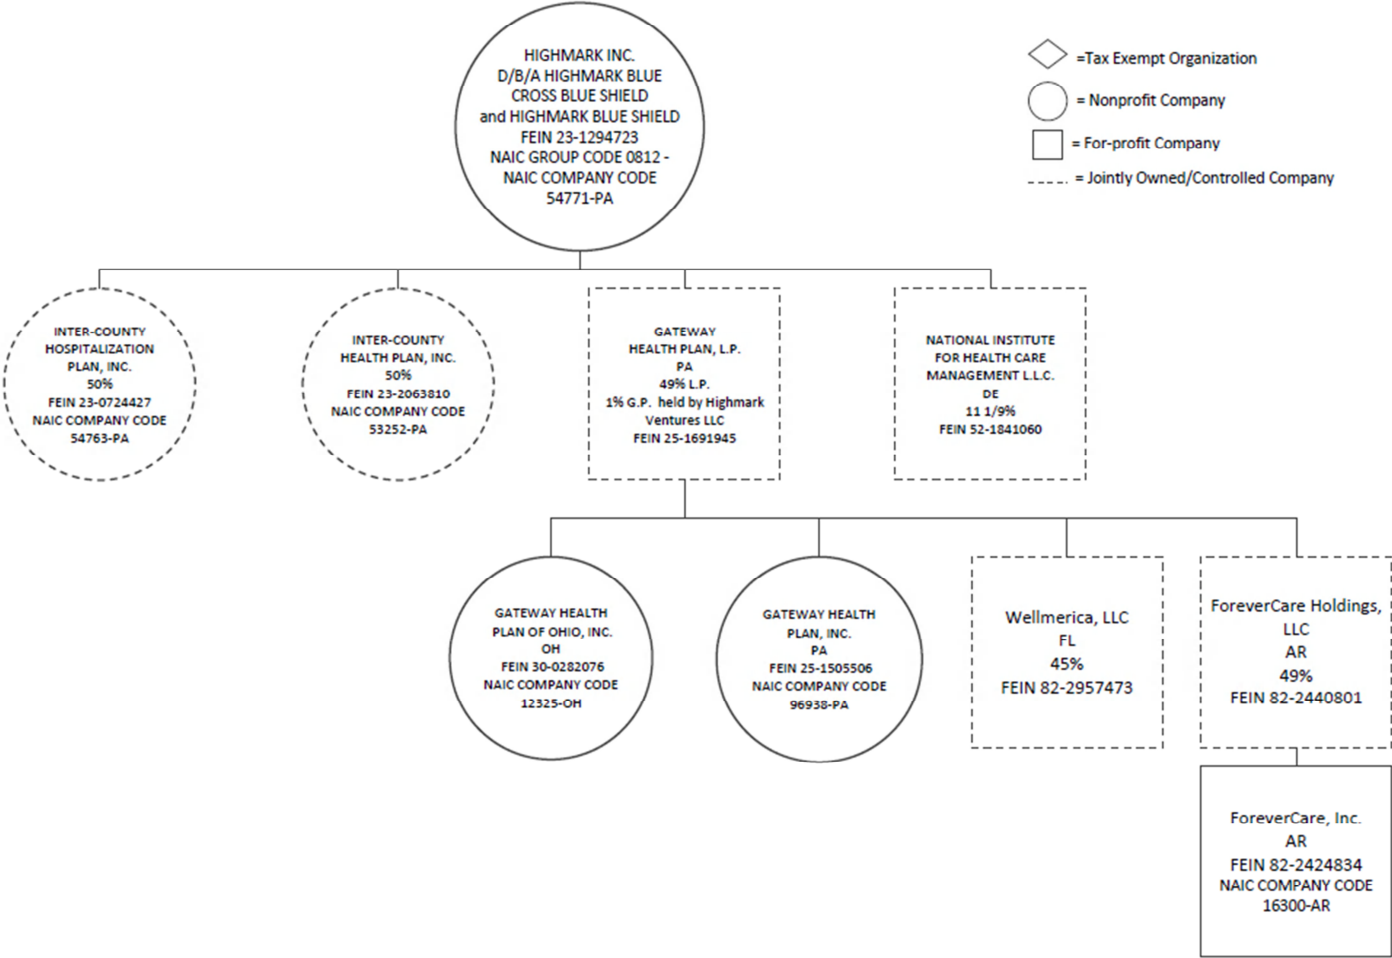 HIGHMARK INC.
D/B/A HIGHMARK BLUE
CROSS BLUE SHIELD
and HIGHMARK BLUE SHIELD
FEIN 23-1294723
NAIC GROUP CODE 0812 -
NAIC COMPANY CODE
54771-PA
=Tax Exempt Organization
= Nonprofit Company
= For-profit Company
= Jointly Owned/Controlled Company
INTER-COUNTY
HOSPITALIZATION
PLAN, INC.
50%
FEIN 23-0724427
NAIC COMPANY CODE
54763-PA
INTER-COUNTY
HEALTH PLAN, INC.
50%
FEIN 23-2063810
NAIC COMPANY CODE
53252-PA
GATEWAY
HEALTH PLAN, L.P.
PA
49% L.P.
1% G.P. held by Highmark
Ventures LLC
FEIN 25-1691945
NATIONAL INSTITUTE
FOR HEALTH CARE
MANAGEMENT L.L.C.
DE
11 1/9%
FEIN 52-1841060
GATEWAY HEALTH
PLAN OF OHIO, INC.
OH
FEIN 30-0282076
NAIC COMPANY CODE
12325-OH
GATEWAY HEALTH
PLAN, INC.
PA
FEIN 25-1505506
NAIC COMPANY CODE
96938-PA
Wellmerica, LLC
FL
45%
FEIN 82-2957473
ForeverCare Holdings,
LLC
AR
49%
FEIN 82-2440801
ForeverCare, Inc.
AR
FEIN 82-2424834
NAIC COMPANY CODE
16300-AR